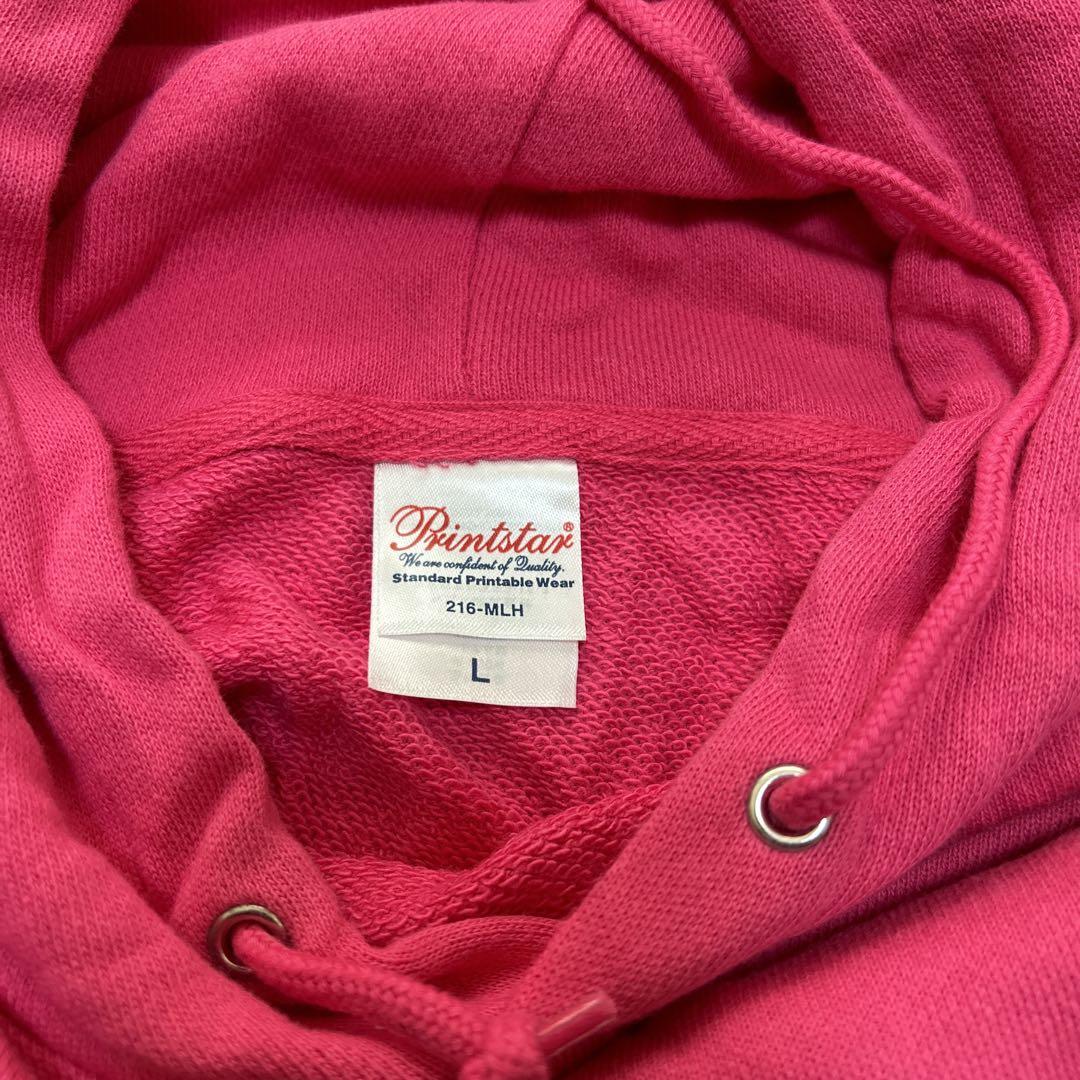 Printstar®
We are confident of Quality.
Standard Printable Wear
216-MLH
L